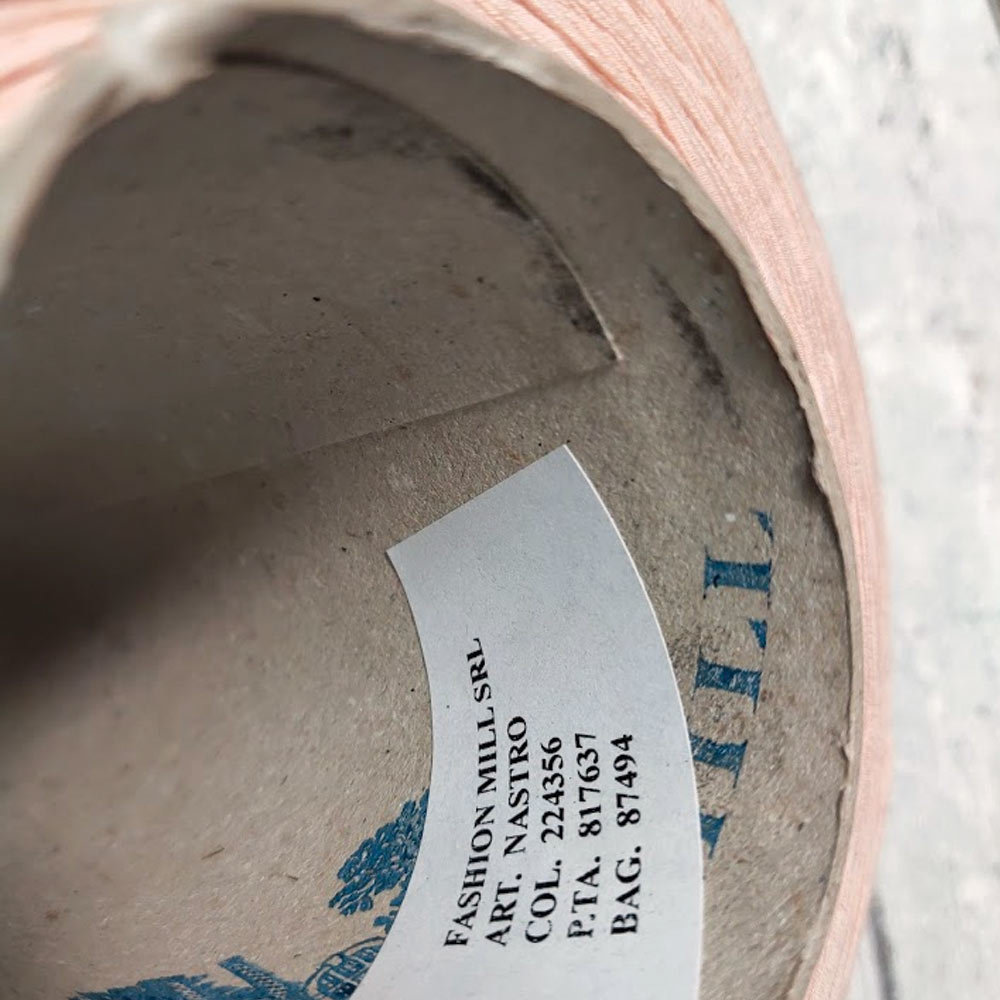 FASHION MILL SRL
ART. NASTRO
COL. 224356
P.TA. 817637
BAG. 87494